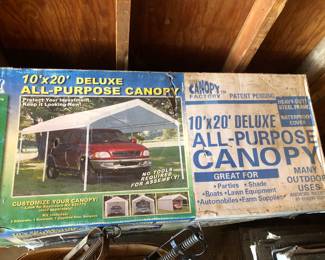 10'x20' DELUXE
ALL-PURPOSE CANOPY
Protect Your Investment.
Keep it Looking New!
NO TOOLS
REQUIRED
FOR ASSEMBLY!
CUSTOMIZE YOUR CANOPY!
CANOPY
FACTORY
PATENT PENDING
HEAVY-DUTY
STEEL FRAME
WATERPROOF
COVER
10'x20' DELUXE
ALL-PURPOSE
CANOPY
GREAT FOR
• Parties • Shade
• Boats • Lawn Equipment
• Automobiles • Farm Supplies
MANY
OUTDOOR
USES